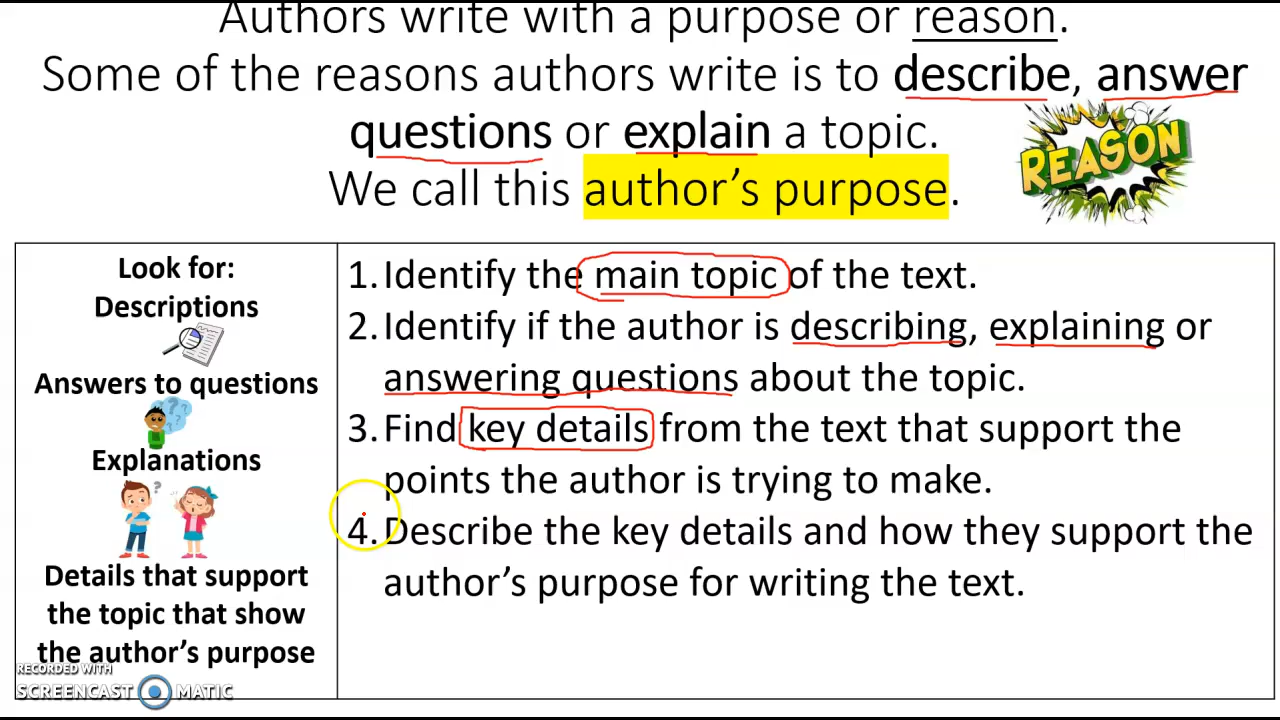 Authors write with a purpose or reason.
Some of the reasons authors write is to describe, answer
questions or explain a topic.
We call this author's purpose.
REASON
Look for:
Descriptions
Answers to questions
Explanations
Details that support
the topic that show
the author's purpose
1. Identify the main topic of the text.
2. Identify if the author is describing, explaining or
answering questions about the topic.
3. Find key details from the text that support the
points the author is trying to make.
4. Describe the key details and how they support the
author's purpose for writing the text.
RECORDED WITH
SCREENCAST MATIC